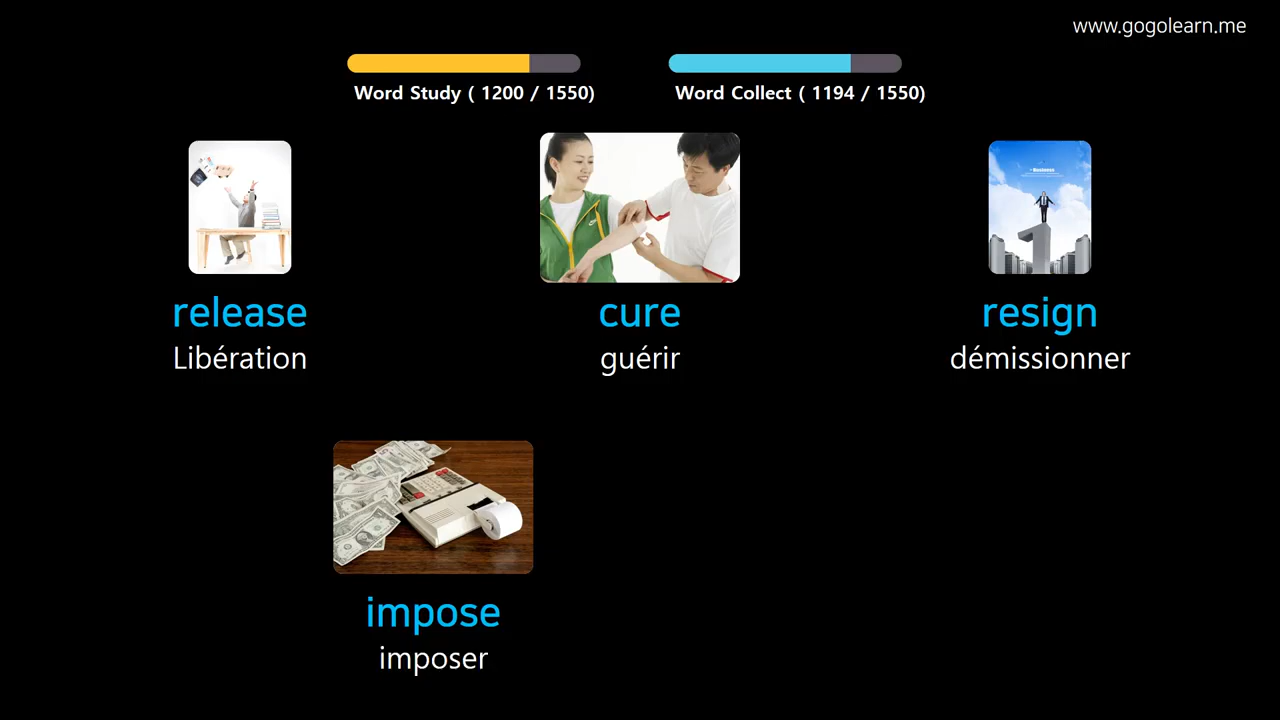 www.gogolearn.me
Word Study ( 1200 / 1550)
Word Collect ( 1194 / 1550)
Business
release
cure
resign
Libération
guérir
démissionner
impose
imposer